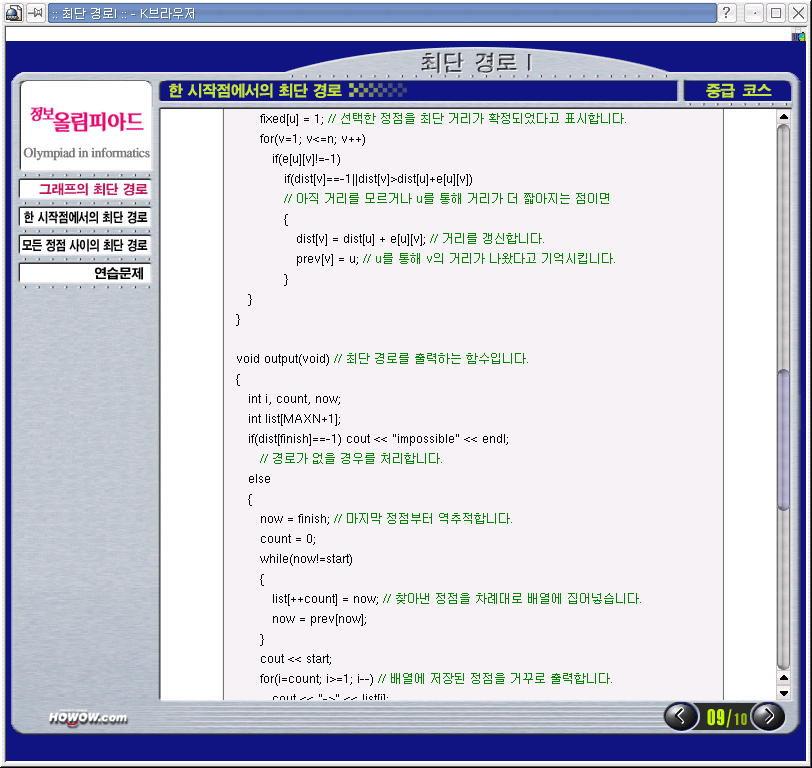 :: 최단 경로I :: - K브라우저
최단 경로 I
정보올림피아드
Olympiad in informatics
그래프의 최단 경로
한 시작점에서의 최단 경로
모든 정점 사이의 최단 경로
연습문제
한 시작점에서의 최단 경로
중급 코스
fixed[u] = 1; // 선택한 정점을 최단 거리가 확정되었다고 표시합니다.
for(v=1; v<=n; v++)
if(e[u][v]!=-1)
if(dist[v]==-1||dist[v]>dist[u]+e[u][v])
// 아직 거리를 모르거나 u를 통해 거리가 더 짧아지는 점이면
{
dist[v] = dist[u] + e[u][v]; // 거리를 갱신합니다.
prev[v] = u; // u를 통해 v의 거리가 나왔다고 기억시킵니다.
}
}
}
void output(void) // 최단 경로를 출력하는 함수입니다.
{
int i, count, now;
int list[MAXN+1];
if(dist[finish]==-1) cout << "impossible" << endl;
// 경로가 없을 경우를 처리합니다.
else
{
now = finish; // 마지막 정점부터 역추적합니다.
count = 0;
while(now!=start)
{
list[++count] = now; // 찾아낸 정점을 차례대로 배열에 집어넣습니다.
now = prev[now];
}
cout << start;
for(i=count; i>=1; i--) // 배열에 저장된 정점을 거꾸로 출력합니다.
cout << "->" << list[i];
HOWOW.com
09/10